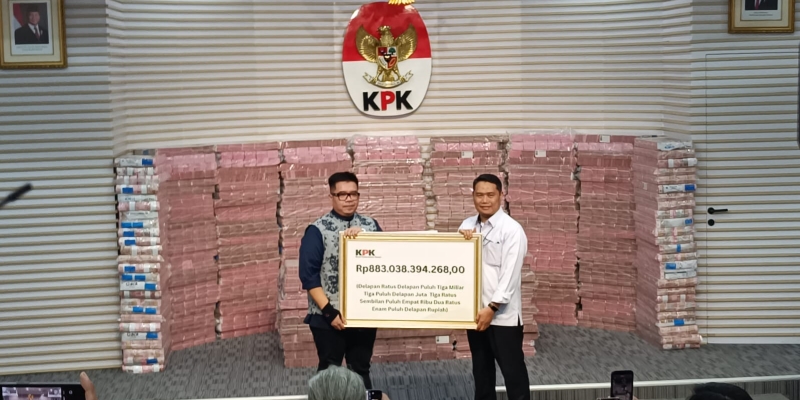 KPK
KPK
Rp883.038.394.268,00
(Delapan Ratus Delapan Puluh Tiga Miliar
Tiga Puluh Delapan Juta Tiga Ratus
Sembilan Puluh Empat Ribu Dua Ratus
Enam Puluh Delapan Rupiah)